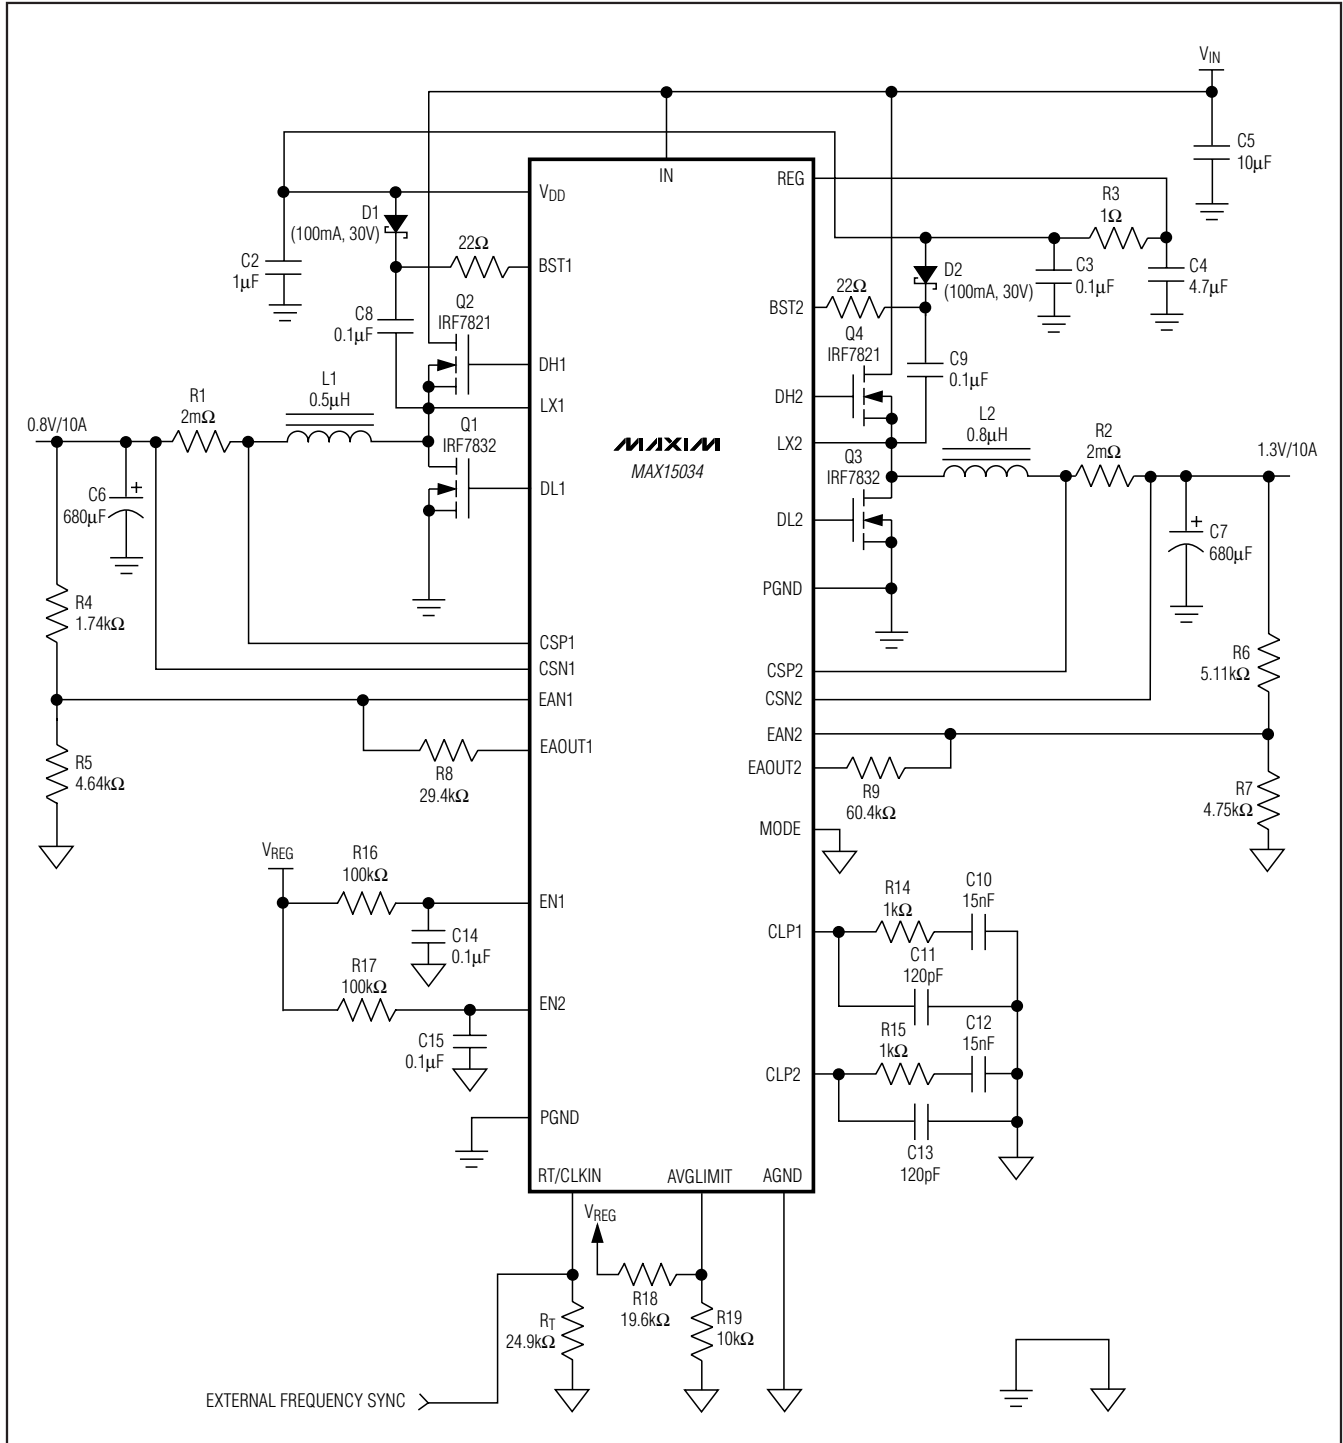 VIN
C5
10µF
IN
REG
VDD
R3
1Ω
D1
(100mA, 30V)
22Ω
C2
1µF
BST1
D2
(100mA, 30V)
C3
0.1µF
C4
4.7µF
22Ω
BST2
Q2
IRF7821
C8
0.1µF
Q4
IRF7821
C9
0.1µF
DH1
DH2
L1
0.5µH
R1
2mΩ
LX1
0.8V/10A
Q1
IRF7832
MAXIM
MAX15034
LX2
L2
0.8µH
R2
2mΩ
1.3V/10A
Q3
IRF7832
C6
680µF
+
DL1
DL2
+
C7
680µF
PGND
R4
1.74kΩ
CSP1
CSN1
CSP2
R6
5.11kΩ
EAN1
CSN2
EAN2
EAOUT1
R5
4.64kΩ
R8
29.4kΩ
EAOUT2
R9
60.4kΩ
R7
4.75kΩ
MODE
VREG
R16
100kΩ
EN1
C14
0.1µF
R14
1kΩ
C10
15nF
CLP1
C11
120pF
R17
100kΩ
EN2
C15
0.1µF
R15
1kΩ
C12
15nF
CLP2
PGND
C13
120pF
RT/CLKIN
AVGLIMIT
AGND
VREG
R18
19.6kΩ
RT
24.9kΩ
R19
10kΩ
EXTERNAL FREQUENCY SYNC